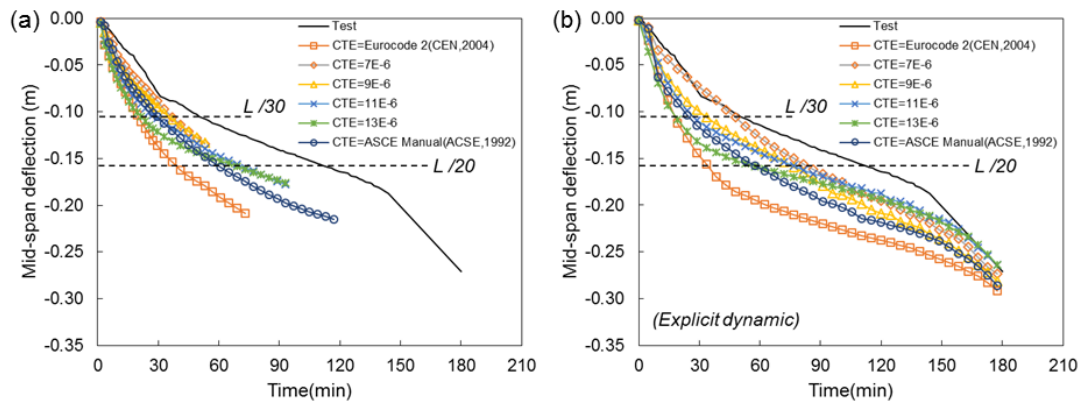 (a)
0.00
-0.05
-0.10
-0.15
-0.20
-0.25
-0.30
-0.35
Mid-span deflection (m)
0
30
60
90
120
150
180
210
Time(min)
Test
CTE=Eurocode 2(CEN,2004)
CTE=7E-6
CTE=9E-6
CTE=11E-6
CTE=13E-6
CTE=ASCE Manual(ACSE,1992)
L /30
L /20
(b)
0.00
-0.05
-0.10
-0.15
-0.20
-0.25
-0.30
-0.35
Mid-span deflection (m)
0
30
60
90
120
150
180
210
Time(min)
Test
CTE=Eurocode 2(CEN,2004)
CTE=7E-6
CTE=9E-6
CTE=11E-6
CTE=13E-6
CTE=ASCE Manual(ACSE,1992)
L /30
L /20
(Explicit dynamic)